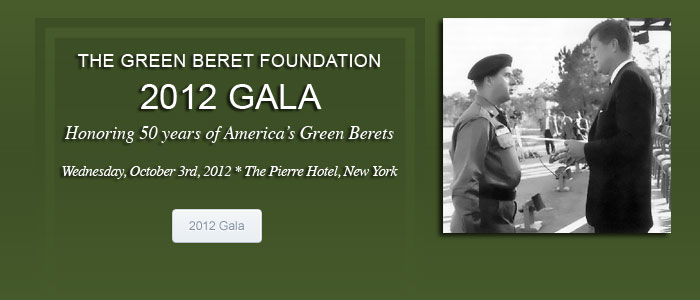 THE GREEN BERET FOUNDATION
2012 GALA
Honoring 50 years of America's Green Berets
Wednesday, October 3rd, 2012 * The Pierre Hotel, New York
2012 Gala